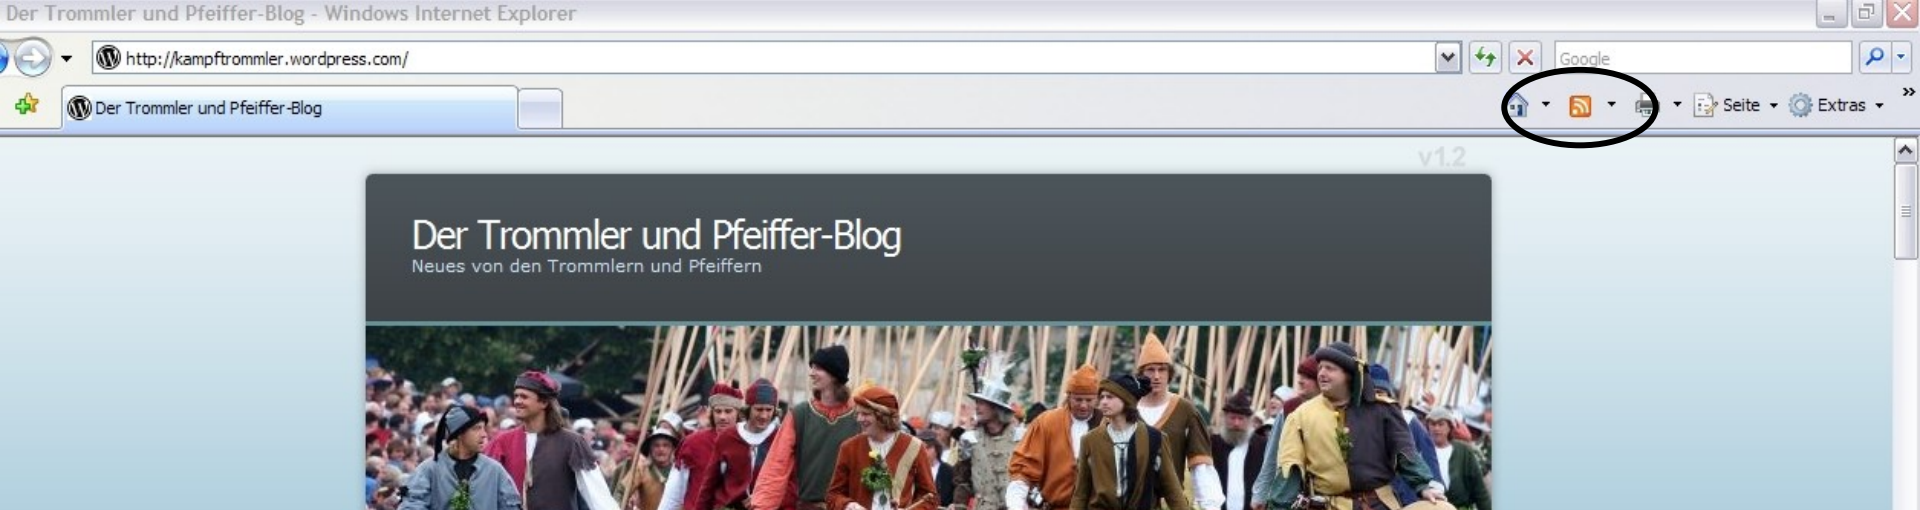 Der Trommler und Pfeiffer-Blog - Windows Internet Explorer
http://kampftrommler.wordpress.com/
Google
Der Trommler und Pfeiffer-Blog
Seite
Extras
»
v1.2
Der Trommler und Pfeiffer-Blog
Neues von den Trommlern und Pfeiffern